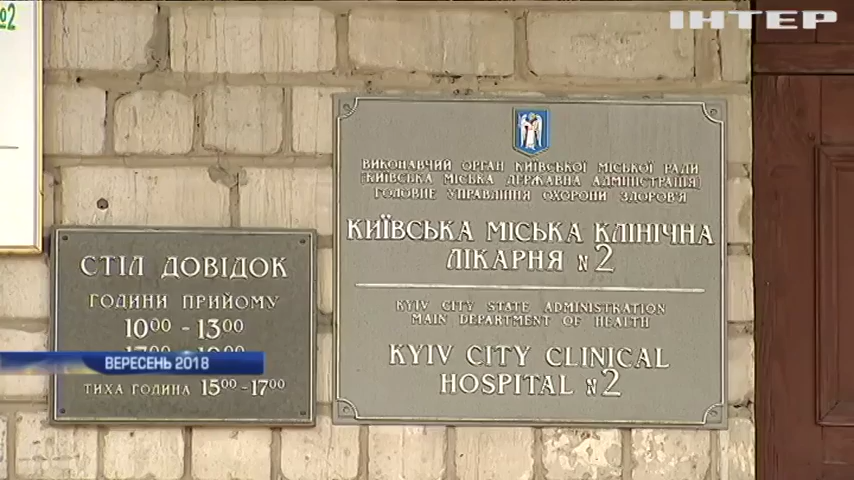 ІНТЕР
№2
ВИКОНАВЧИЙ ОРГАН КИЇВСЬКОЇ МІСЬКОЇ РАДИ
(КИЇВСЬКА МІСЬКА ДЕРЖАВНА АДМІНІСТРАЦІЯ)
ГОЛОВНЕ УПРАВЛІННЯ ОХОРОНИ ЗДОРОВ'Я
КИЇВСЬКА МІСЬКА КЛІНІЧНА
ЛІКАРНЯ №2
KYIV CITY STATE ADMINISTRATION
MAIN DEPARTMENT OF HEALTH
KYIV CITY CLINICAL
HOSPITAL №2
СТІЛ ДОВІДОК
ГОДИНИ ПРИЙОМУ
10⁰⁰ - 13⁰⁰
ТИХА ГОДИНА 15⁰⁰-17⁰⁰
ВЕРЕСЕНЬ 2018